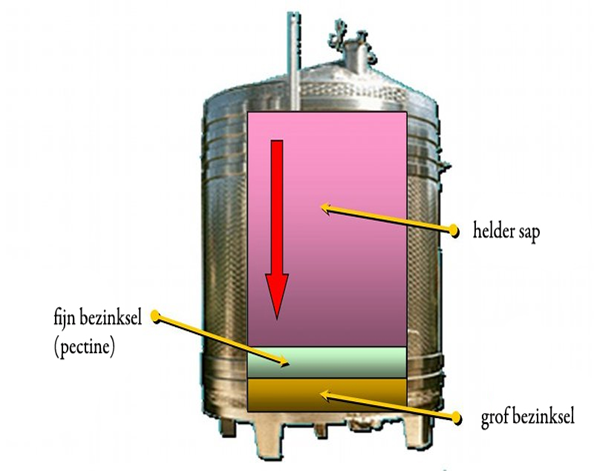 helder sap
fijn bezinksel
(pectine)
grof bezinksel